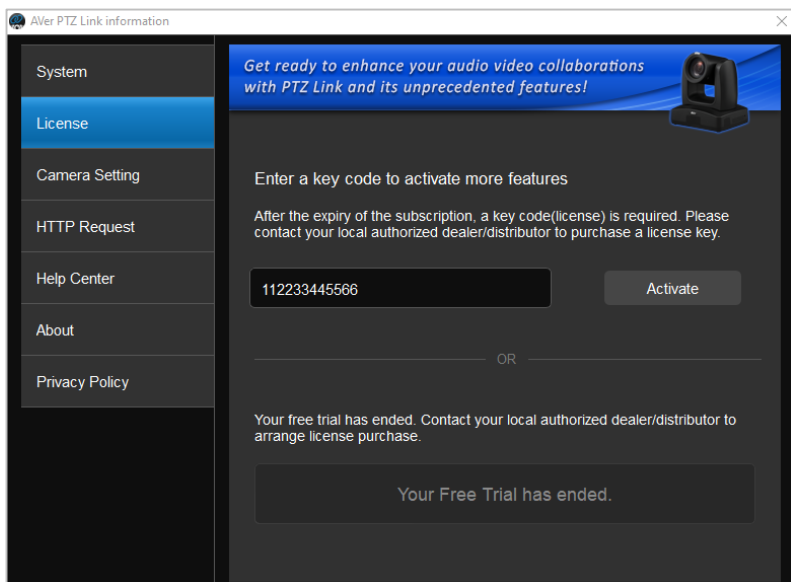 AVer PTZ Link information
System
License
Camera Setting
HTTP Request
Help Center
About
Privacy Policy
Get ready to enhance your audio video collaborations
with PTZ Link and its unprecedented features!
Enter a key code to activate more features
After the expiry of the subscription, a key code(license) is required. Please
contact your local authorized dealer/distributor to purchase a license key.
112233445566
Activate
OR
Your free trial has ended. Contact your local authorized dealer/distributor to
arrange license purchase.
Your Free Trial has ended.